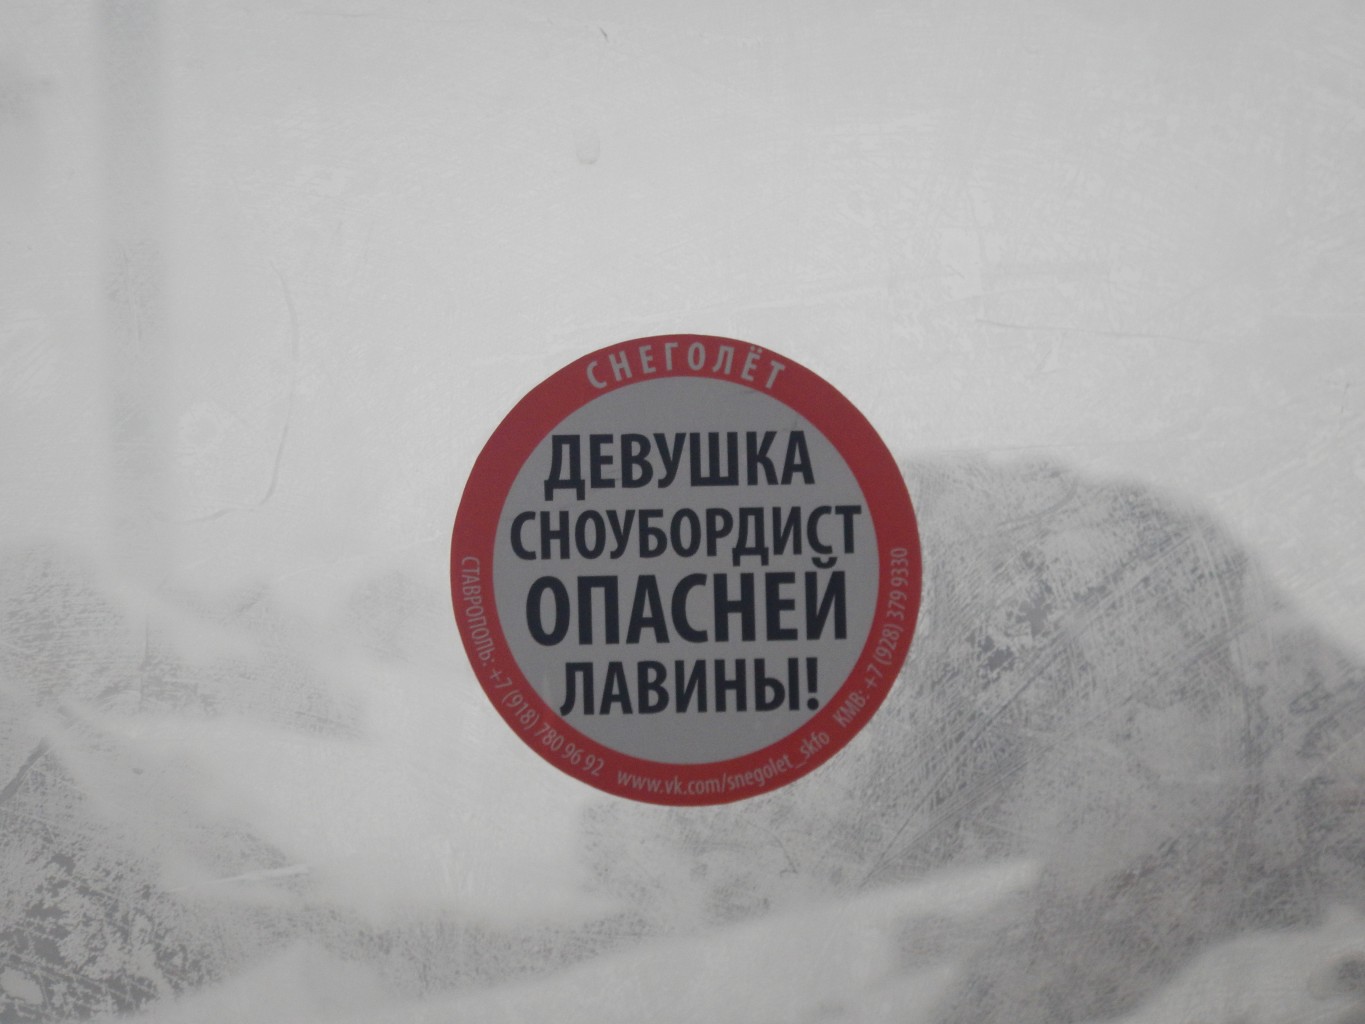 СНЕГОЛЁТ
ДЕВУШКА
СНОУБОРДИСТ
ОПАСНЕЙ
ЛАВИНЫ!
СТАВРОПОЛЬ: +7 (918) 780 96 92
www.vk.com/snegolet_skfo
КМВ: +7 (928) 379 9330